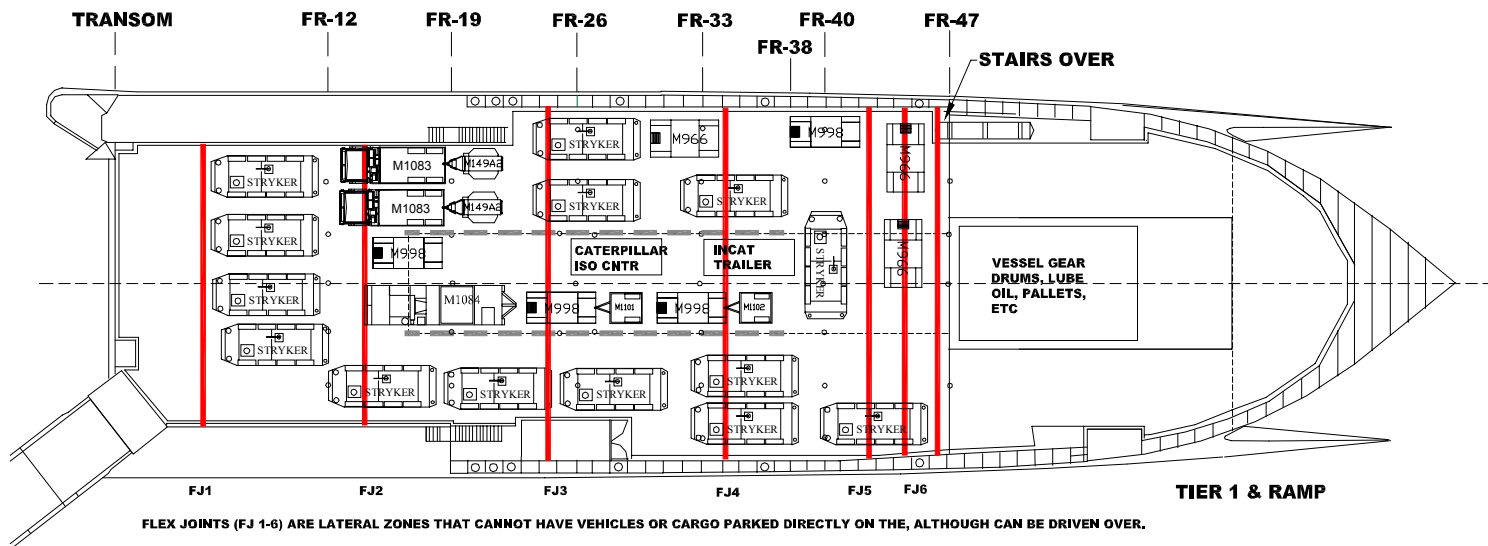 TRANSOM
FR-12
FR-19
FR-26
FR-33
FR-38
FR-40
FR-47
STAIRS OVER
STRYKER
M1083
M149A2
STRYKER
M966
M998
M966
STRYKER
M1083
M149A2
STRYKER
STRYKER
M998
CATERPILLAR
ISO CNTR
INCAT
TRAILER
STRYKER
M966
VESSEL GEAR
DRUMS, LUBE
OIL, PALLETS,
ETC
STRYKER
M1084
M998
M1101
M998
M1102
STRYKER
STRYKER
STRYKER
STRYKER
STRYKER
STRYKER
STRYKER
FJ1
FJ2
FJ3
FJ4
FJ5
FJ6
TIER 1 & RAMP
FLEX JOINTS (FJ 1-6) ARE LATERAL ZONES THAT CANNOT HAVE VEHICLES OR CARGO PARKED DIRECTLY ON THE, ALTHOUGH CAN BE DRIVEN OVER.